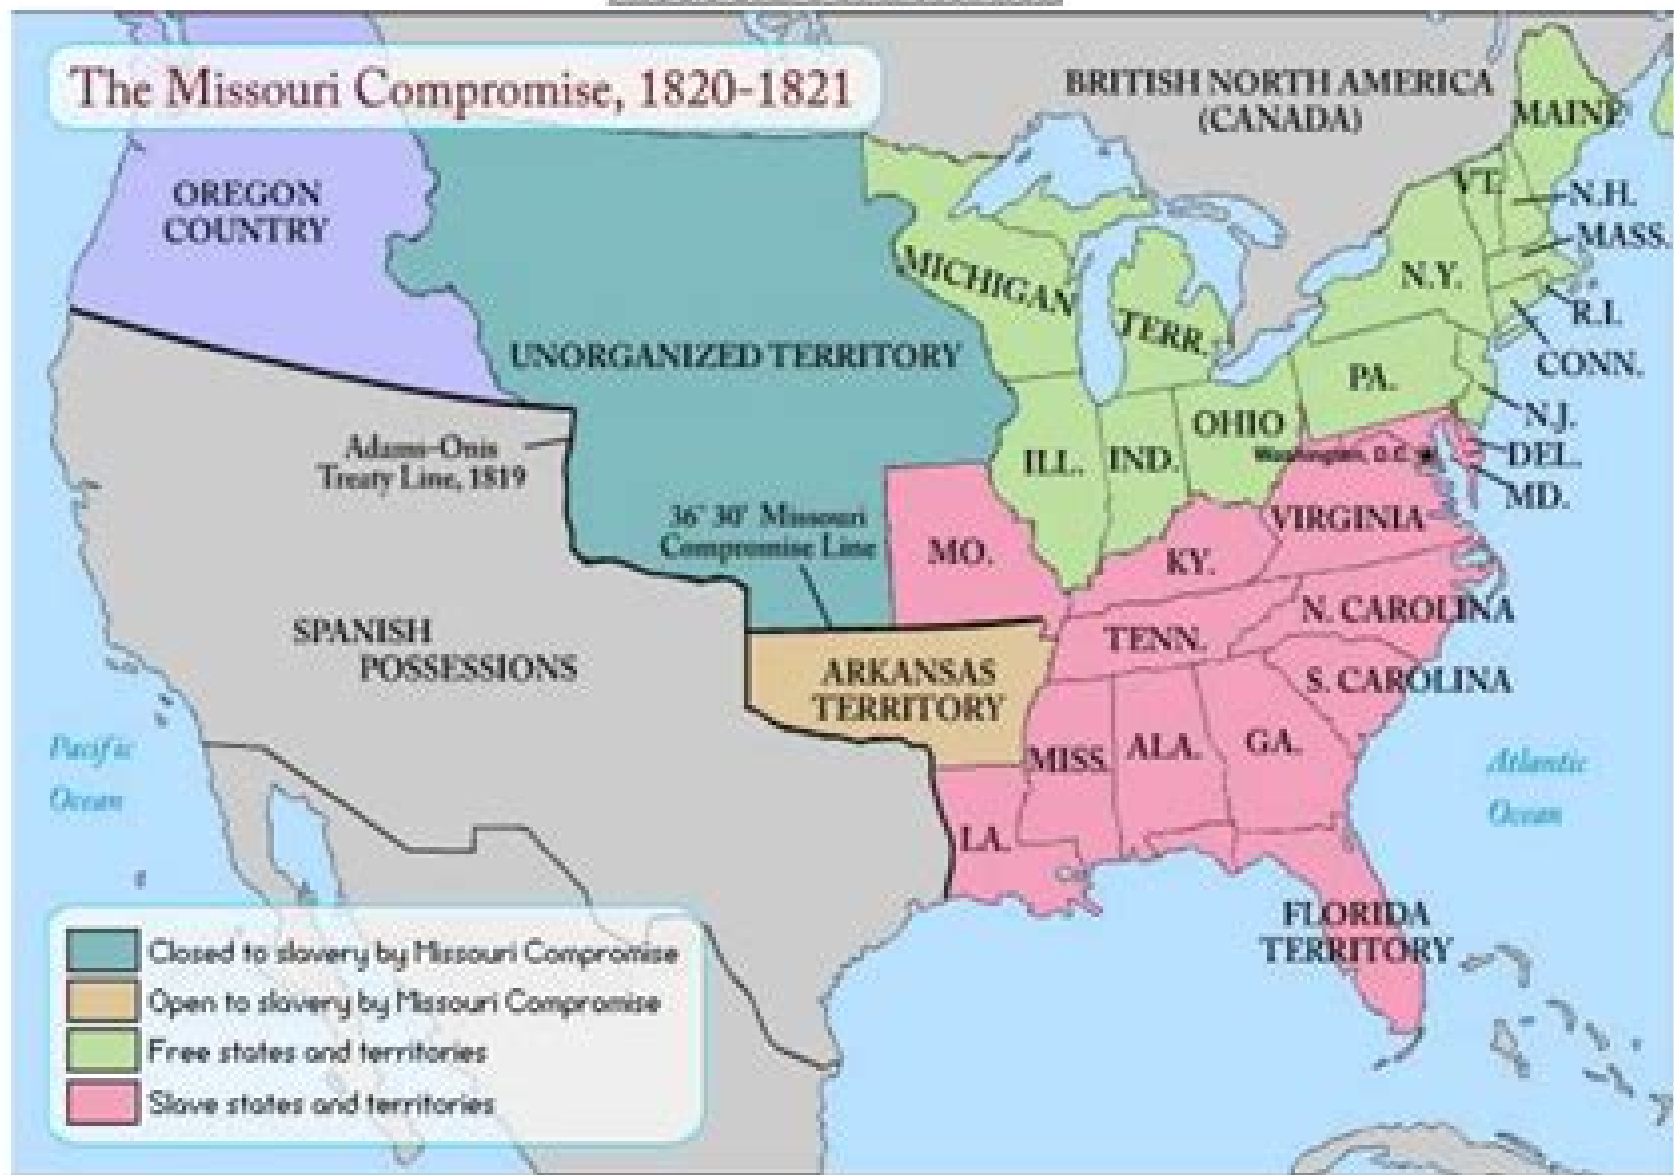 The Missouri Compromise, 1820-1821
BRITISH NORTH AMERICA
(CANADA)
MAINE
OREGON
COUNTRY
VT.
N.H.
MASS.
N.Y.
R.I.
CONN.
MICHIGAN
TERR.
UNORGANIZED TERRITORY
PA.
N.J.
OHIO
DEL.
MD.
Washington, D.C.
Adams-Onis
Treaty Line, 1819
ILL.
IND.
36° 30' Missouri
Compromise Line
MO.
VIRGINIA
KY.
N. CAROLINA
TENN.
SPANISH
POSSESSIONS
ARKANSAS
TERRITORY
S. CAROLINA
MISS.
ALA.
GA.
Pacific
Ocean
Atlantic
Ocean
LA.
FLORIDA
TERRITORY
Closed to slavery by Missouri Compromise
Open to slavery by Missouri Compromise
Free states and territories
Slave states and territories